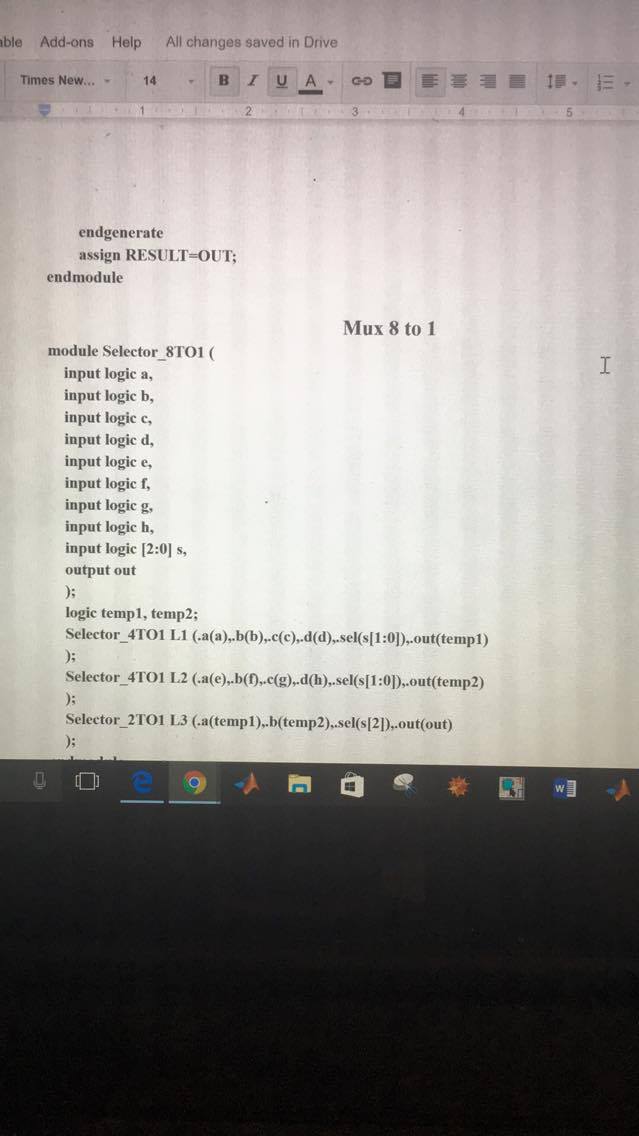 able Add-ons Help All changes saved in Drive
Times New... 14 B I U A
1 2 3 4 5
endgenerate
assign RESULT=OUT;
endmodule
Mux 8 to 1
module Selector_8TO1 (
input logic a,
input logic b,
input logic c,
input logic d,
input logic e,
input logic f,
input logic g,
input logic h,
input logic [2:0] s,
output out
);
logic temp1, temp2;
Selector_4TO1 L1 (.a(a),.b(b),.c(c),.d(d),.sel(s[1:0]),.out(temp1)
);
Selector_4TO1 L2 (.a(e),.b(f),.c(g),.d(h),.sel(s[1:0]),.out(temp2)
);
Selector_2TO1 L3 (.a(temp1),.b(temp2),.sel(s[2]),.out(out)
);